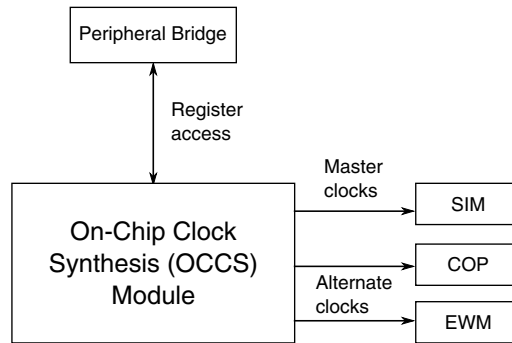 Peripheral Bridge
Register
access
Master
clocks
On-Chip Clock
Synthesis (OCCS)
Module
SIM
COP
Alternate
clocks
EWM